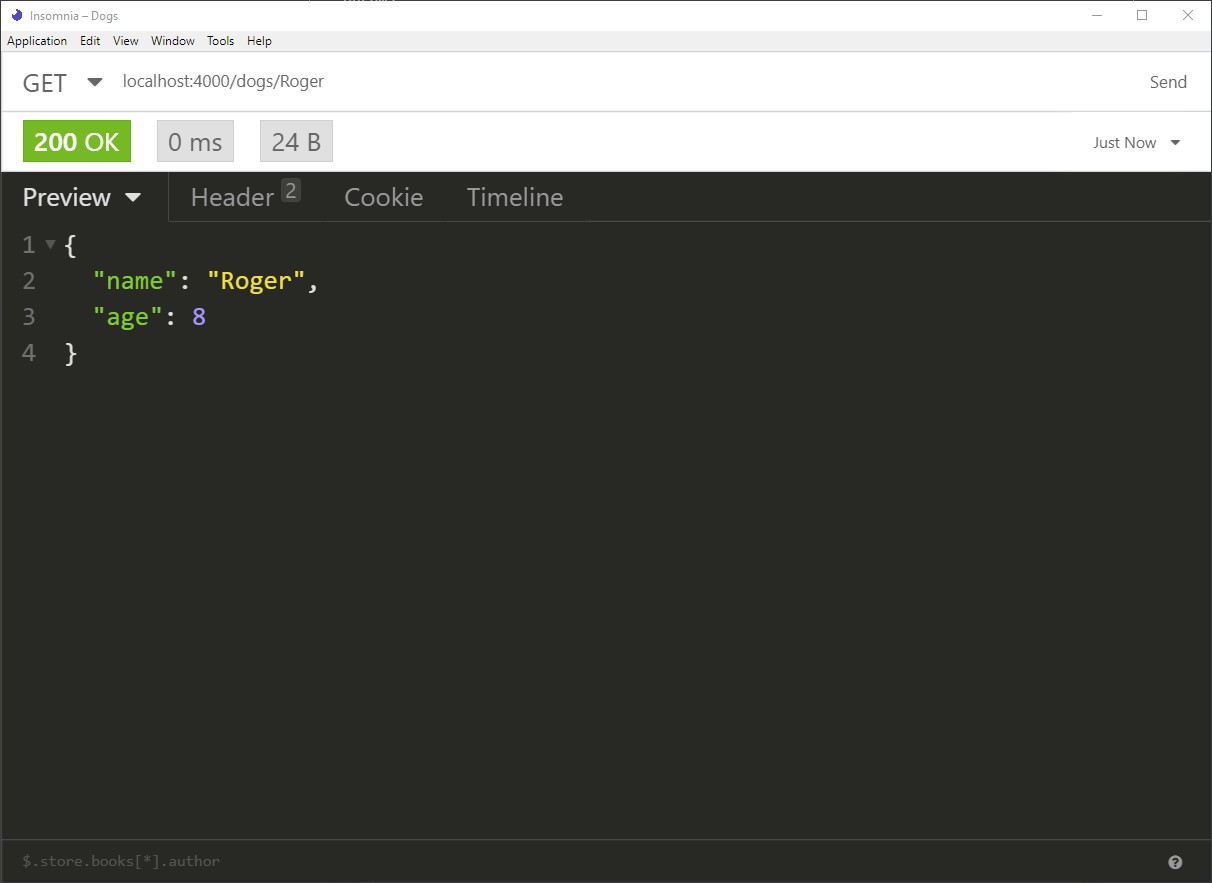 Insomnia – Dogs
Application Edit View Window Tools Help
GET localhost:4000/dogs/Roger Send
200 OK 0 ms 24 B Just Now
Preview Header 2 Cookie Timeline
1 {
2 "name": "Roger",
3 "age": 8
4 }
$.store.books[*].author ?